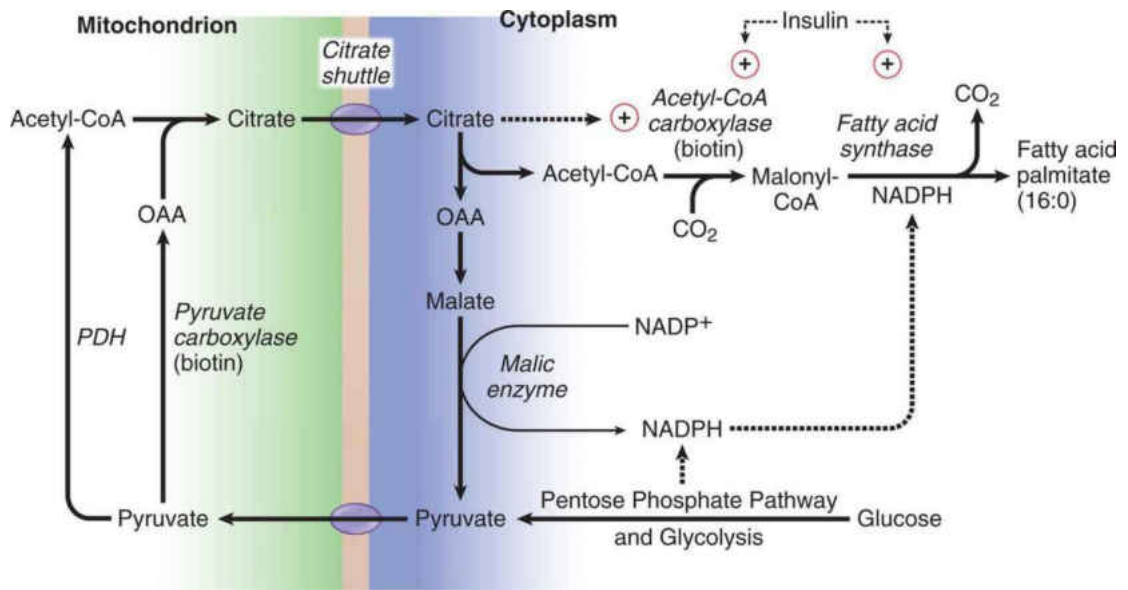 Mitochondrion
Cytoplasm
Insulin
+
+
Citrate
shuttle
Acetyl-CoA
Citrate
Citrate
+
Acetyl-CoA
carboxylase
(biotin)
Fatty acid
synthase
CO2
Acetyl-CoA
Malonyl-
CoA
NADPH
Fatty acid
palmitate
(16:0)
OAA
OAA
CO2
Malate
PDH
Pyruvate
carboxylase
(biotin)
NADP+
Malic
enzyme
NADPH
Pyruvate
Pyruvate
Pentose Phosphate Pathway
and Glycolysis
Glucose